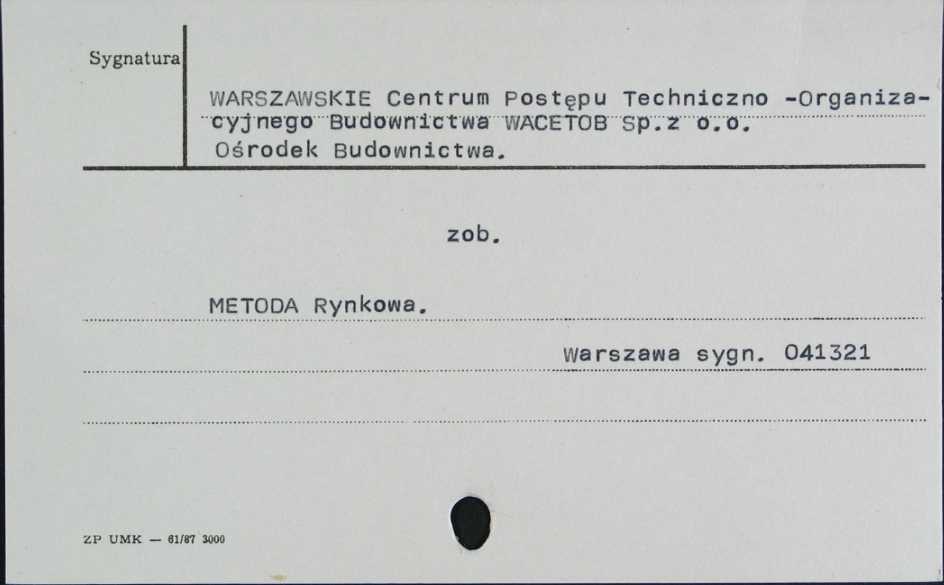 Sygnatura
WARSZAWSKIE Centrum Postępu Techniczno -Organiza-
cyjnego Budownictwa WACETOB Sp.z o.o.
Ośrodek Budownictwa.
zob.
METODA Rynkowa.
Warszawa sygn. 041321
ZP UMK — 61/87 3000